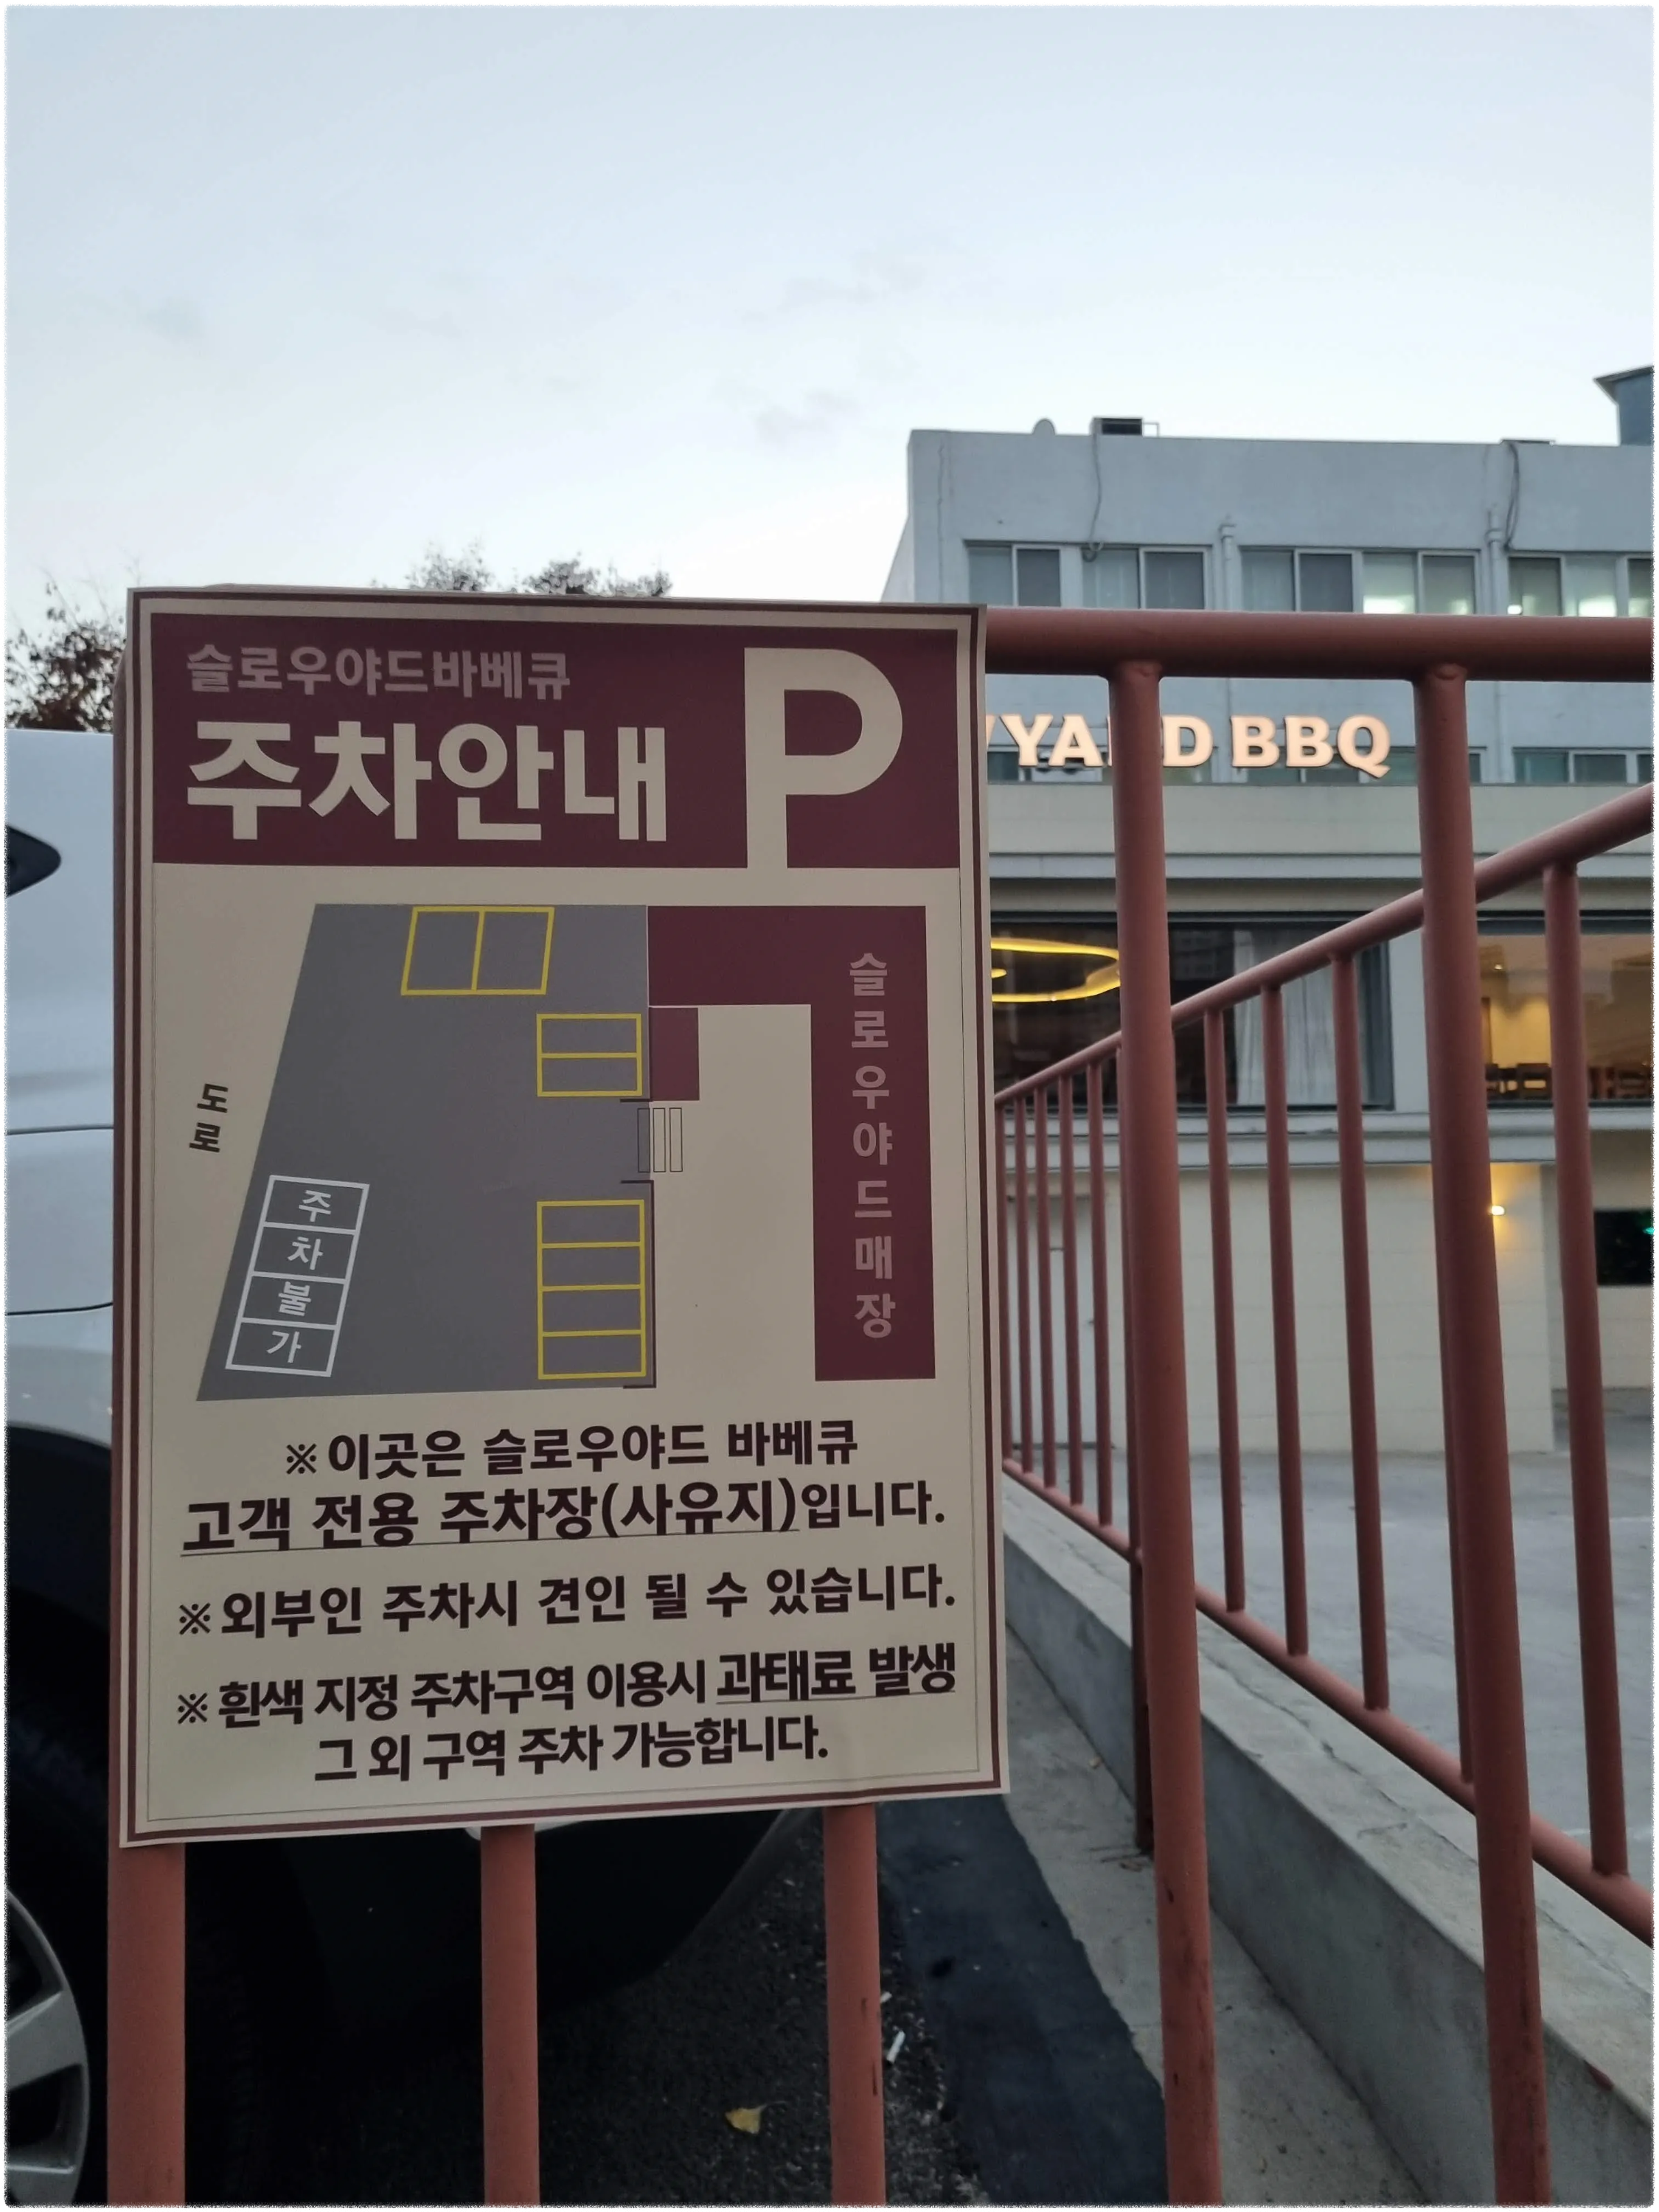 슬로우야드바베큐
주차안내
P
YARD BBQ
슬로우야드매장
도로
주차불가
※이곳은 슬로우야드 바베큐
고객 전용 주차장(사유지)입니다.
※외부인 주차시 견인 될 수 있습니다.
※ 흰색 지정 주차구역 이용시 과태료 발생
그 외 구역 주차 가능합니다.